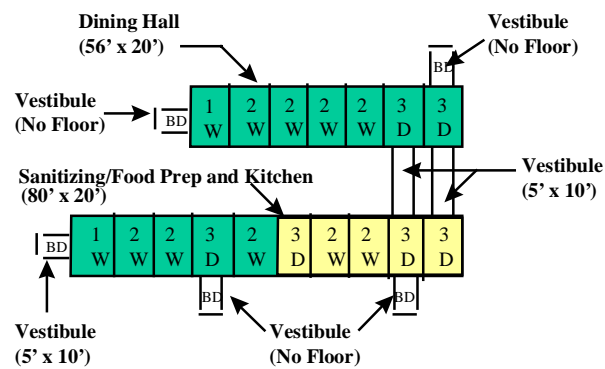 Dining Hall
(56’ x 20’)
Vestibule
(No Floor)
BD
Vestibule
(No Floor)
BD
1 2 2 2 2 3 3
W W W W W D D
Vestibule
(5’ x 10’)
Sanitizing/Food Prep and Kitchen
(80’ x 20’)
BD
1 2 2 3 2 3 2 2 3 3
W W W D W D W W D D
BD
BD
Vestibule
(5’ x 10’)
Vestibule
(No Floor)